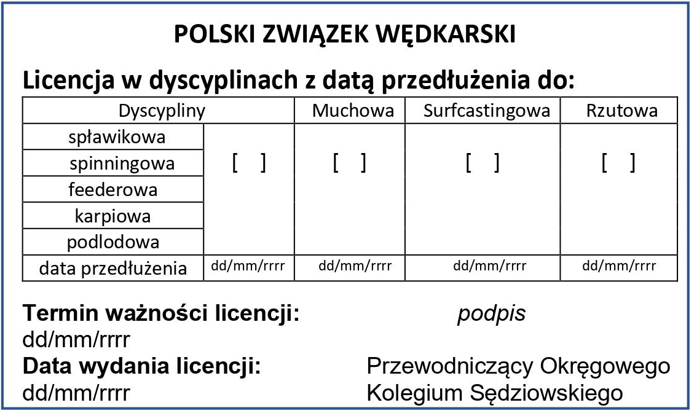 POLSKI ZWIĄZEK WĘDKARSKI
Licencja w dyscyplinach z datą przedłużenia do:
Dyscypliny Muchowa Surfcastingowa Rzutowa
spławikowa
spinningowa [ ] [ ] [ ] [ ]
feederowa
karpiowa
podlodowa
data przedłużenia dd/mm/rrrr dd/mm/rrrr dd/mm/rrrr dd/mm/rrrr
Termin ważności licencji: podpis
dd/mm/rrrr
Data wydania licencji: Przewodniczący Okręgowego
dd/mm/rrrr Kolegium Sędziowskiego